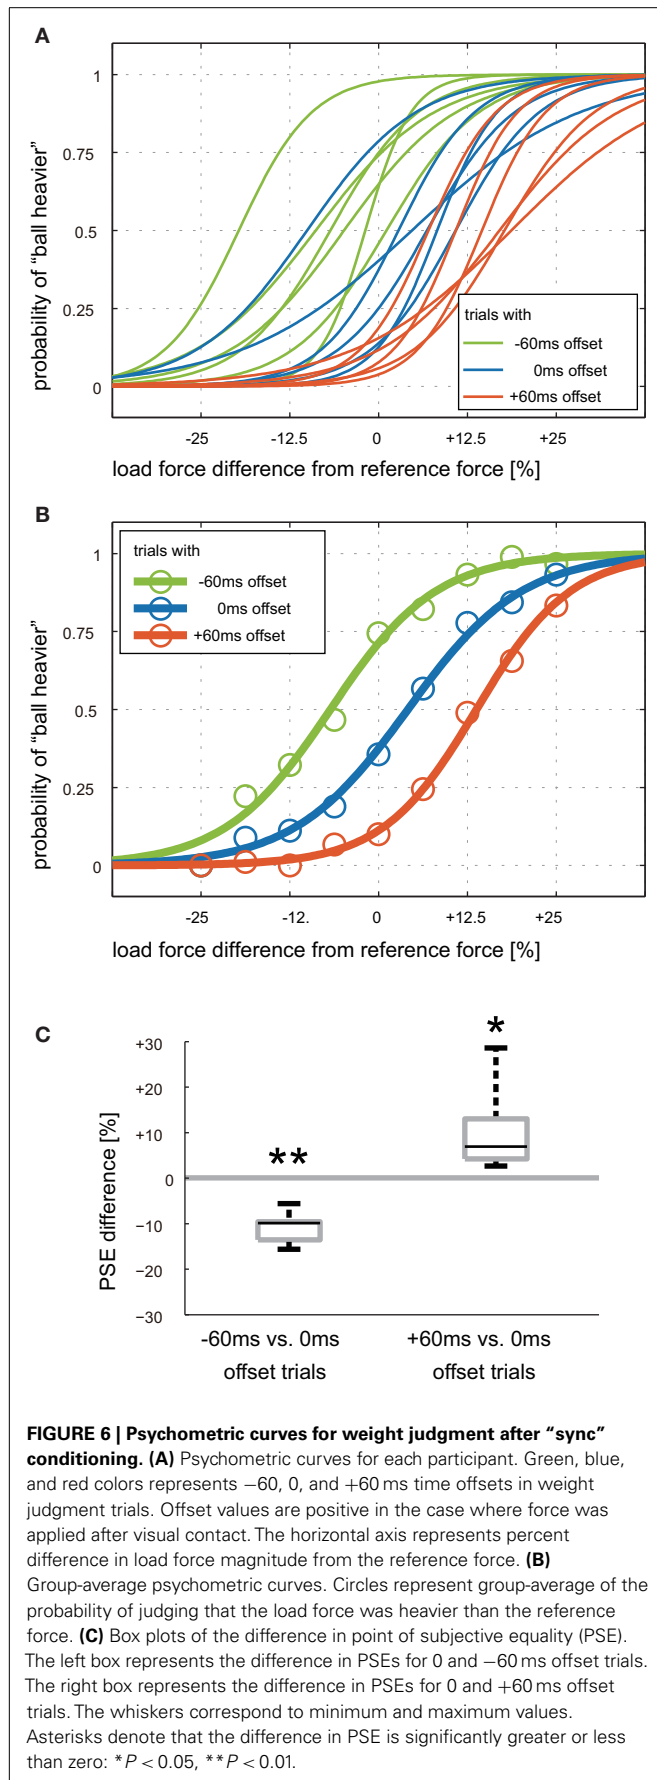 A
1
0.75
0.5
0.25
0
probability of “ball heavier”
trials with
-60ms offset
0ms offset
+60ms offset
-25 -12.5 0 +12.5 +25
load force difference from reference force [%]
B
trials with
-60ms offset
0ms offset
+60ms offset
1
0.75
0.5
0.25
0
probability of “ball heavier”
-25 -12. 0 +12.5 +25
load force difference from reference force [%]
C
+30
+20
+10
0
−10
−20
−30
PSE difference [%]
**
*
-60ms vs. 0ms +60ms vs. 0ms
offset trials offset trials
FIGURE 6 | Psychometric curves for weight judgment after “sync”
conditioning. (A) Psychometric curves for each participant. Green, blue,
and red colors represents −60, 0, and +60 ms time offsets in weight
judgment trials. Offset values are positive in the case where force was
applied after visual contact. The horizontal axis represents percent
difference in load force magnitude from the reference force. (B)
Group-average psychometric curves. Circles represent group-average of the
probability of judging that the load force was heavier than the reference
force. (C) Box plots of the difference in point of subjective equality (PSE).
The left box represents the difference in PSEs for 0 and −60 ms offset trials.
The right box represents the difference in PSEs for 0 and +60 ms offset
trials. The whiskers correspond to minimum and maximum values.
Asterisks denote that the difference in PSE is significantly greater or less
than zero: *P < 0.05, **P < 0.01.